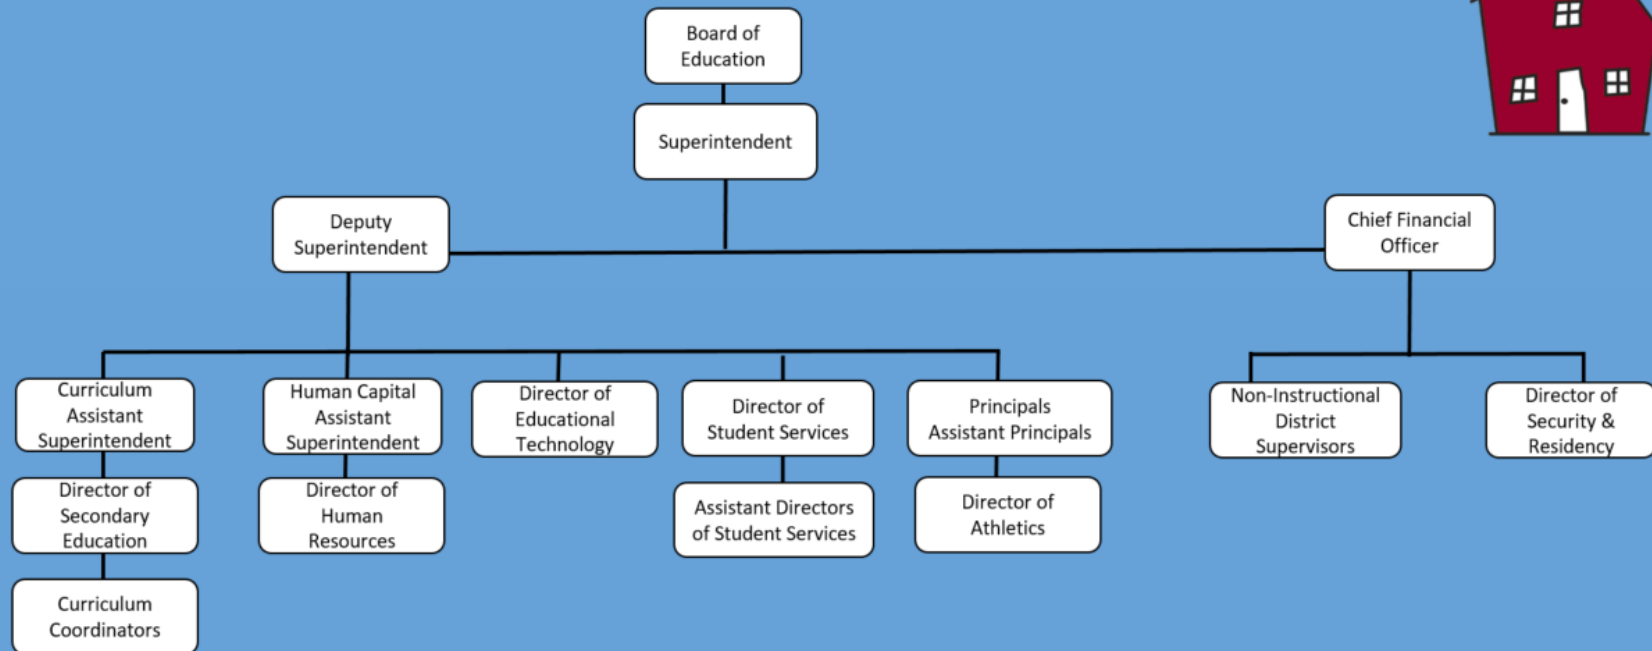 Board of
Education
Superintendent
Deputy
Superintendent
Chief Financial
Officer
Curriculum
Assistant
Superintendent
Human Capital
Assistant
Superintendent
Director of
Educational
Technology
Director of
Student Services
Principals
Assistant Principals
Non-Instructional
District
Supervisors
Director of
Security &
Residency
Director of
Secondary
Education
Director of
Human
Resources
Assistant Directors
of Student Services
Director of
Athletics
Curriculum
Coordinators